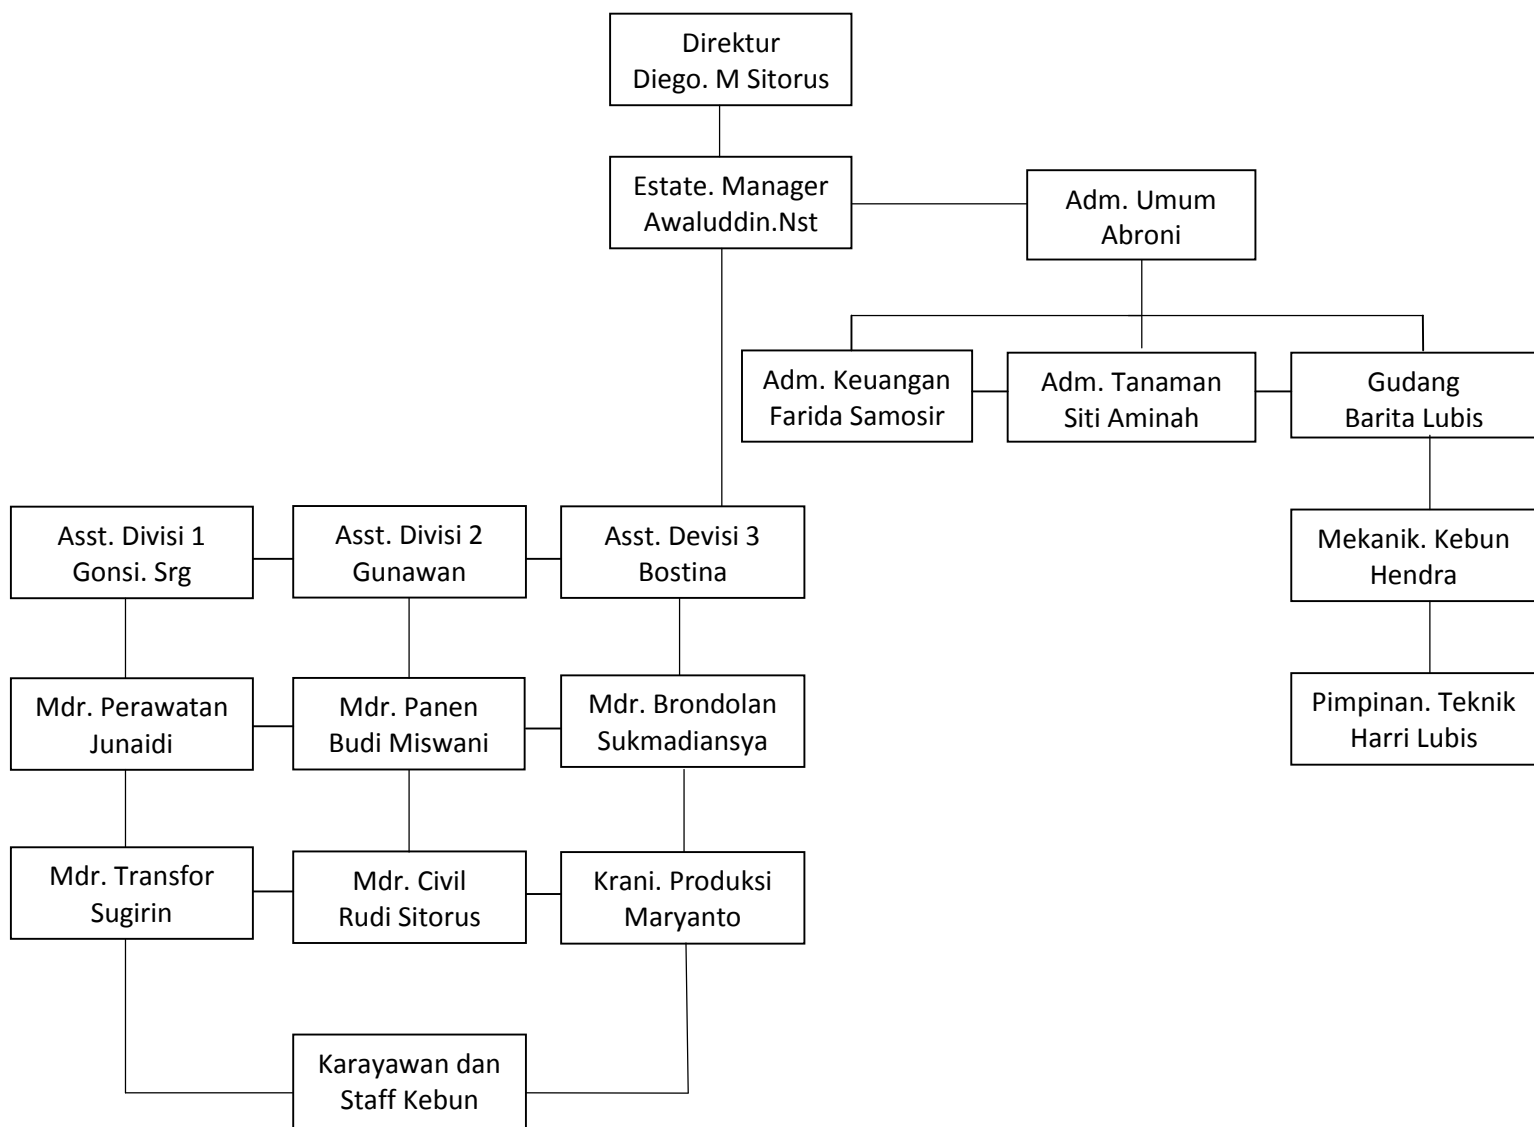 Direktur
Diego. M Sitorus
Estate. Manager
Awaluddin.Nst
Adm. Umum
Abroni
Adm. Keuangan
Farida Samosir
Adm. Tanaman
Siti Aminah
Gudang
Barita Lubis
Asst. Divisi 1
Gonsi. Srg
Asst. Divisi 2
Gunawan
Asst. Devisi 3
Bostina
Mekanik. Kebun
Hendra
Mdr. Perawatan
Junaidi
Mdr. Panen
Budi Miswani
Mdr. Brondolan
Sukmadiansya
Pimpinan. Teknik
Harri Lubis
Mdr. Transfor
Sugirin
Mdr. Civil
Rudi Sitorus
Krani. Produksi
Maryanto
Karayawan dan
Staff Kebun